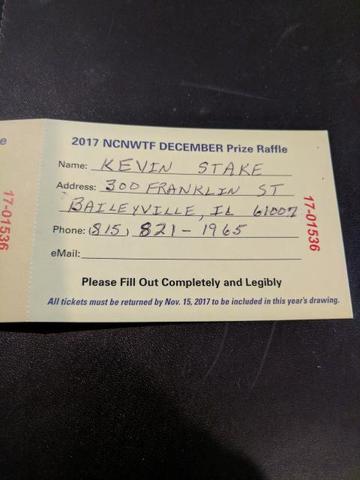 2017 NCNWTF DECEMBER Prize Raffle
Name: KEVIN STAKE
Address: 300 FRANKLIN ST
BAILEYVILLE, IL 61007
Phone: (815) 821-1965
eMail:
Please Fill Out Completely and Legibly
All tickets must be returned by Nov. 15, 2017 to be included in this year's drawing.
17-01536
e
17-01536